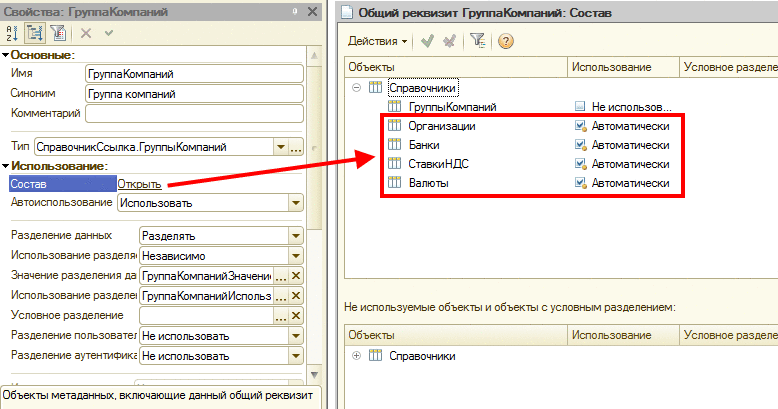 Свойства: ГруппаКомпаний
Основные:
Имя ГруппаКомпаний
Синоним Группа компаний
Комментарий
Тип СправочникСсылка.ГруппыКомпаний ...
Использование:
Состав Открыть
Автоиспользование Использовать
Разделение данных Разделять
Использование разделя Независимо
Значение разделения да ГруппаКомпанийЗначени ...
Использование разделе ГруппаКомпанийИспольз ...
Условное разделение ...
Разделение пользовател Не использовать
Разделение аутентифика Не использовать
Объекты метаданных, включающие данный общий реквизит
Общий реквизит ГруппаКомпаний: Состав
Действия
Объекты Использование Условное разделе
Справочники
ГруппыКомпаний Не использов...
Организации Автоматически
Банки Автоматически
СтавкиНДС Автоматически
Валюты Автоматически
Не используемые объекты и объекты с условным разделением:
Объекты Использование Условное разделе
Справочники